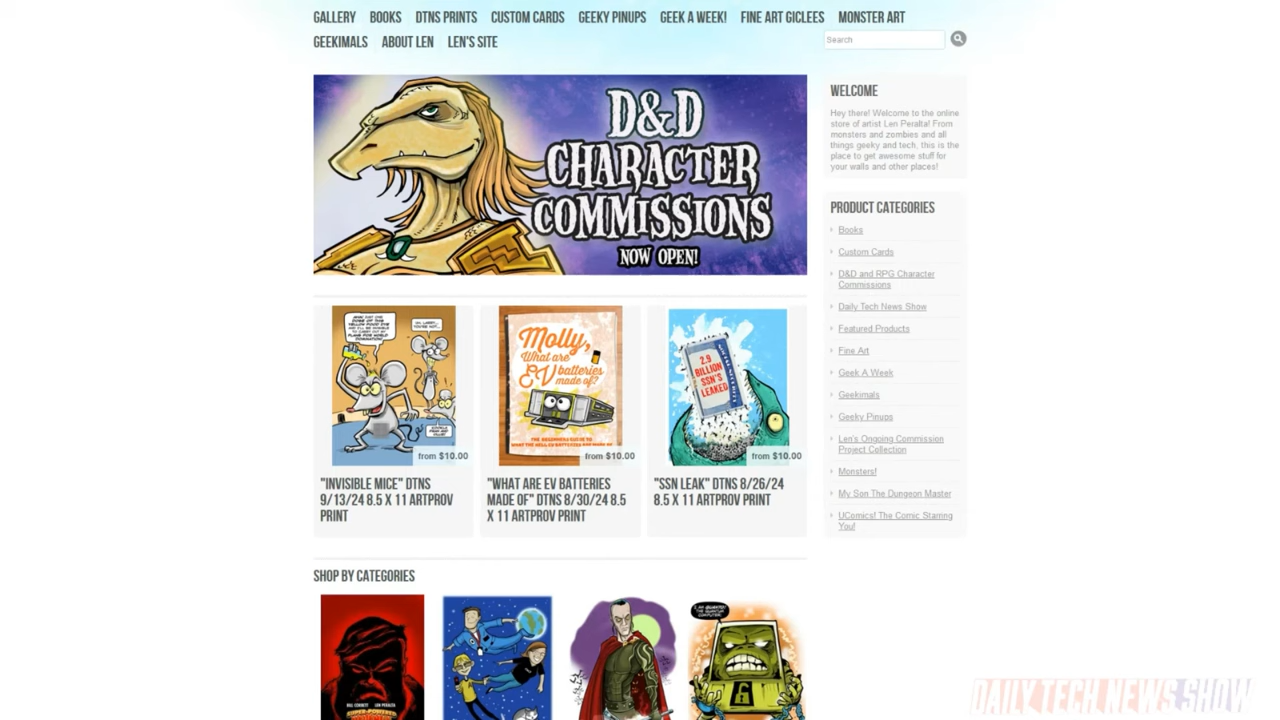 GALLERY BOOKS DTNS PRINTS CUSTOM CARDS GEEKY PINUPS GEEK A WEEK! FINE ART GICLEES MONSTER ART
GEEKIMALS ABOUT LEN LEN'S SITE
Search
D&D
CHARACTER
COMMISSIONS
NOW OPEN!
WELCOME
Hey there! Welcome to the online
store of artist Len Peralta! From
monsters and zombies and all
things geeky and tech, this is the
place to get awesome stuff for
your walls and other places!
PRODUCT CATEGORIES
Books
Custom Cards
D&D and RPG Character
Commissions
Daily Tech News Show
Featured Products
Fine Art
Geek A Week
Geekimals
Geeky Pinups
Len's Ongoing Commission
Project Collection
Monsters!
My Son The Dungeon Master
UComics! The Comic Starring
You!
from $10.00
"INVISIBLE MICE" DTNS
9/13/24 8.5 X 11 ARTPROV
PRINT
Molly,
What are
EV batteries
made of?
from $10.00
"WHAT ARE EV BATTERIES
MADE OF" DTNS 8/30/24 8.5
X 11 ARTPROV PRINT
2.9
BILLION
SSN'S
LEAKED
from $10.00
"SSN LEAK" DTNS 8/26/24
8.5 X 11 ARTPROV PRINT
SHOP BY CATEGORIES
DAILY TECH NEWS SHOW